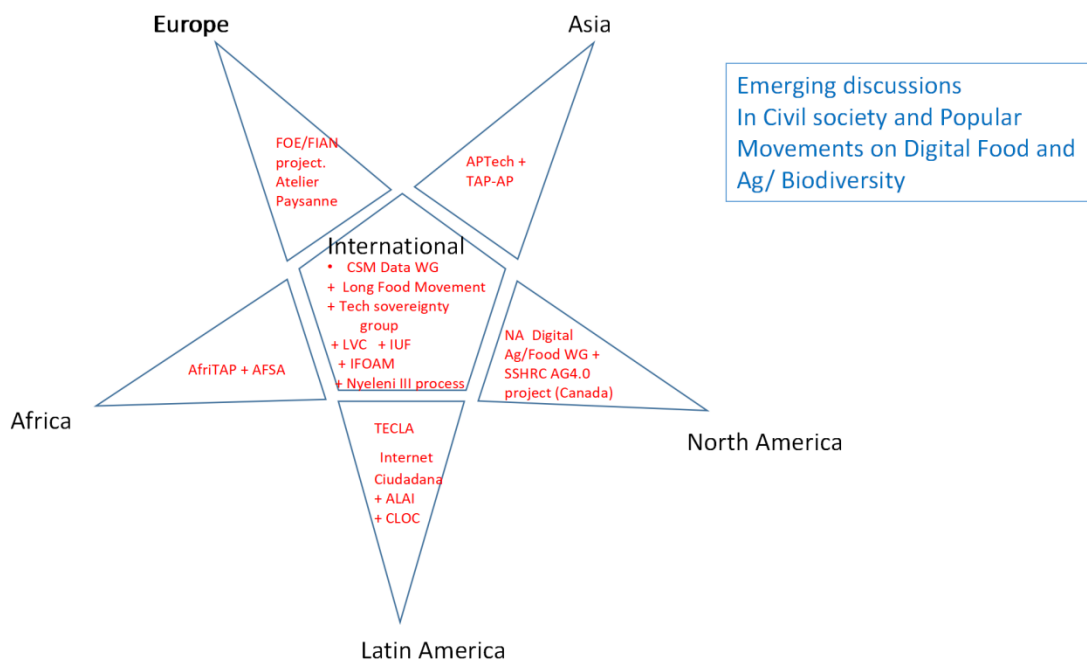 Europe
Asia
Emerging discussions
In Civil society and Popular
Movements on Digital Food and
Ag/ Biodiversity
FOE/FIAN
project.
Atelier
Paysanne
APTech +
TAP-AP
International
• CSM Data WG
+ Long Food Movement
+ Tech sovereignty
group
+ LVC + IUF
+ IFOAM
+ Nyeleni III process
NA Digital
Ag/Food WG +
SSHRC AG4.0
project (Canada)
AfriTAP + AFSA
Africa
North America
TECLA
Internet
Ciudadana
+ ALAI
+ CLOC
Latin America